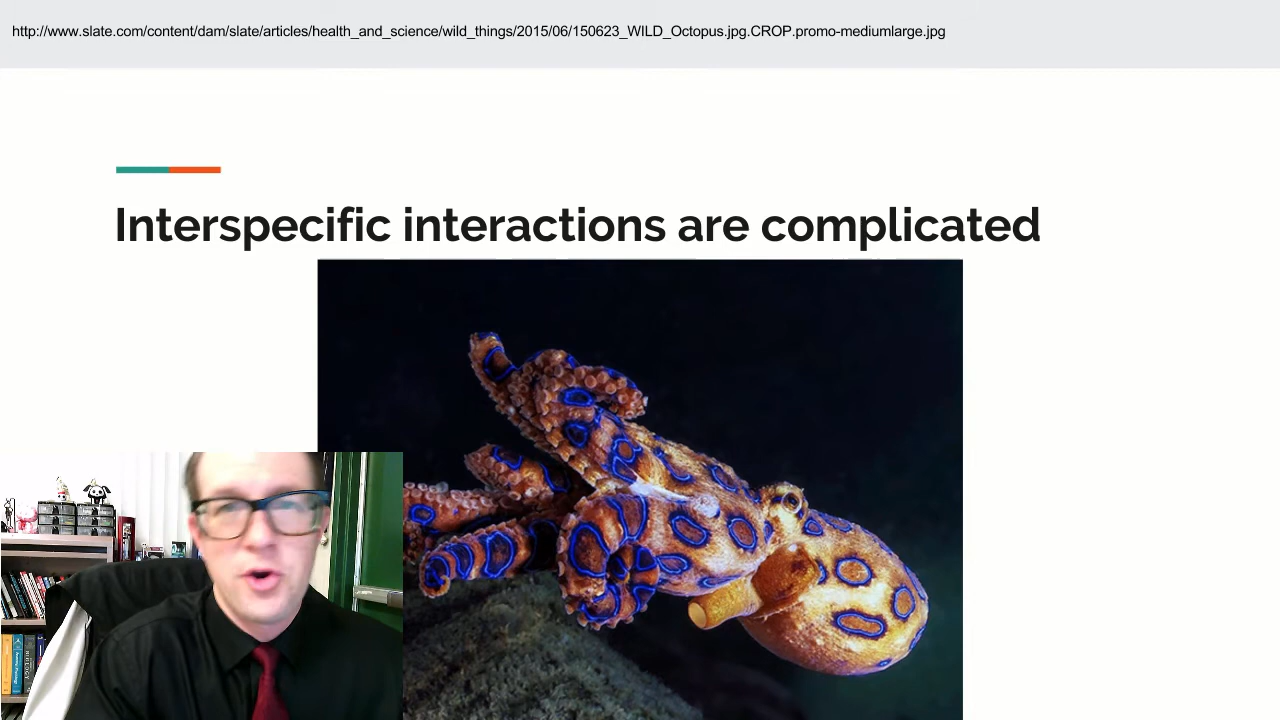 http://www.slate.com/content/dam/slate/articles/health_and_science/wild_things/2015/06/150623_WILD_Octopus.jpg.CROP.promo-mediumlarge.jpg
Interspecific interactions are complicated